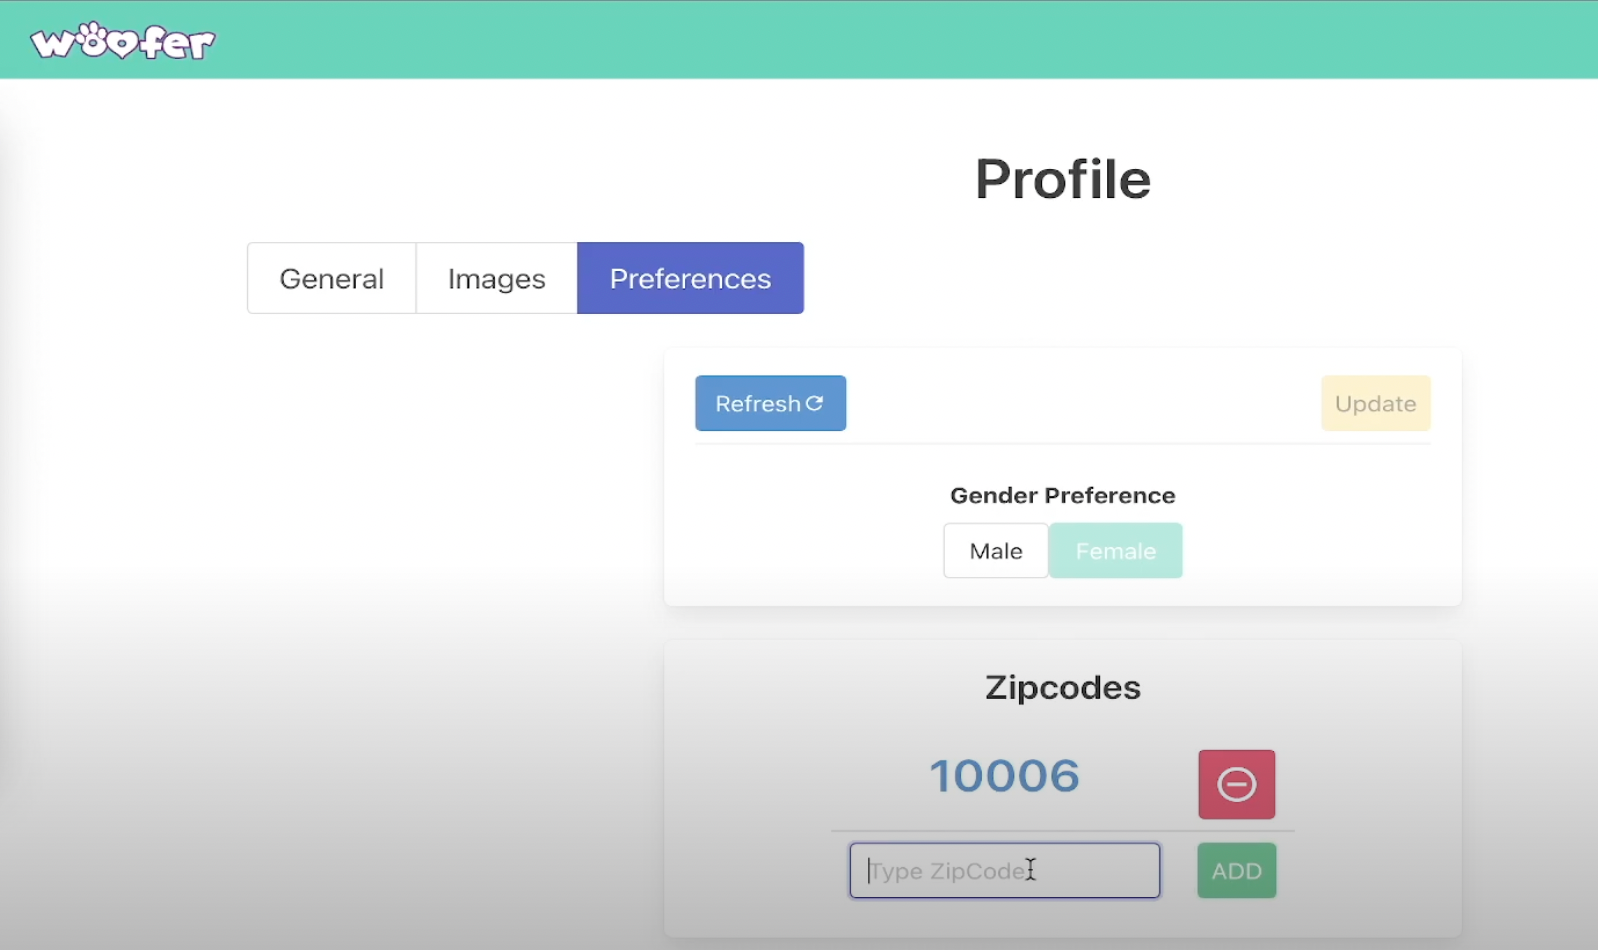 woofer
Profile
General Images Preferences
Refresh Update
Gender Preference
Male Female
Zipcodes
10006
Type ZipCode ADD